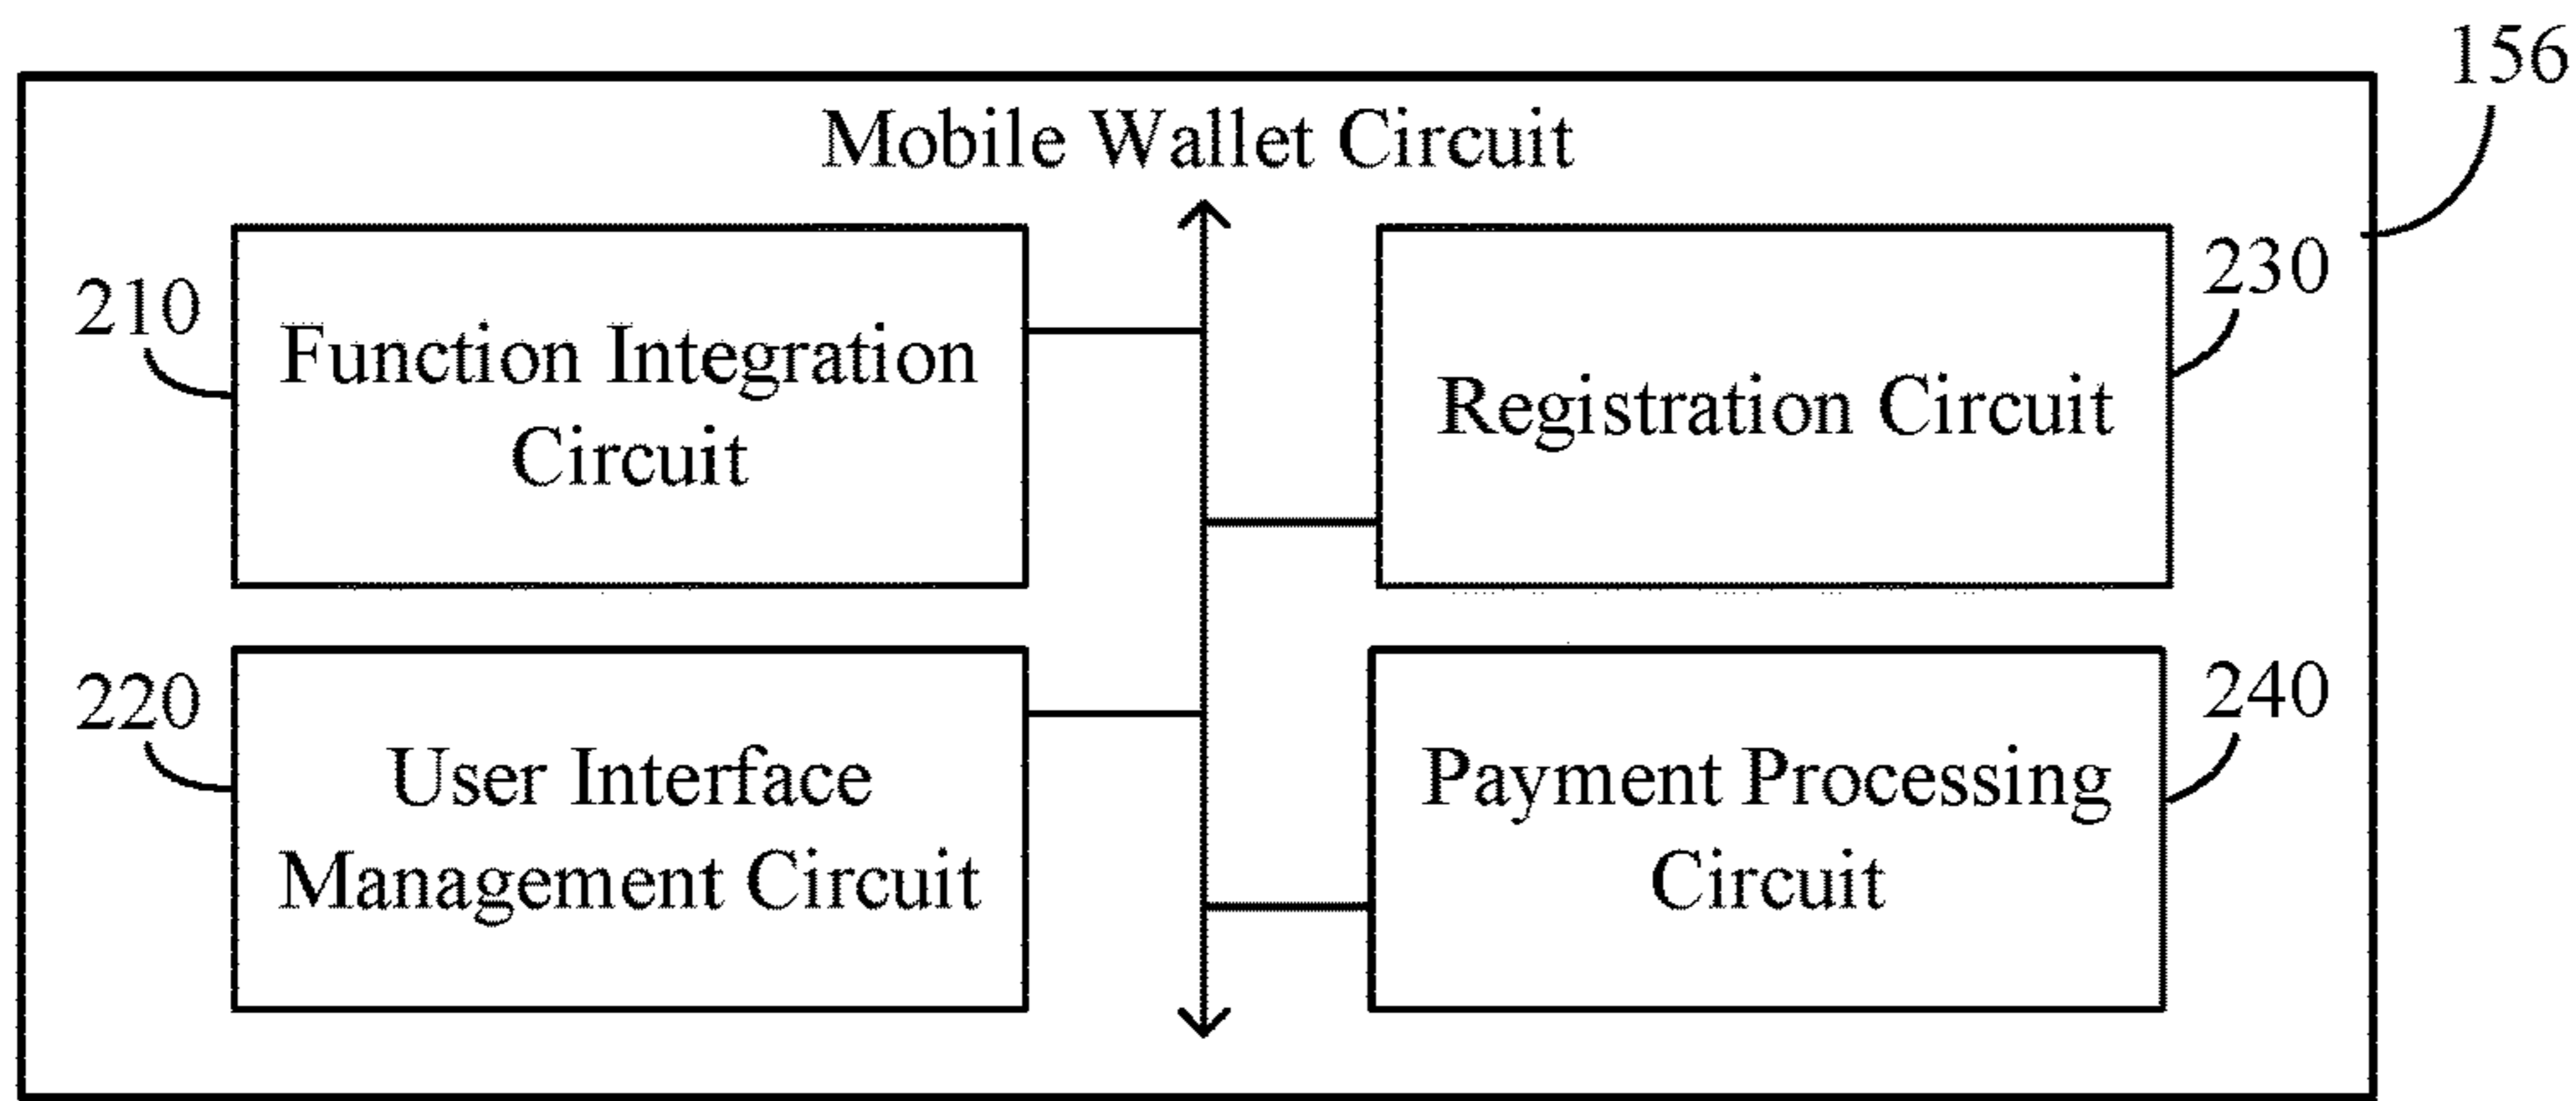 156
Mobile Wallet Circuit
210
Function Integration
Circuit
230
Registration Circuit
220
User Interface
Management Circuit
240
Payment Processing
Circuit